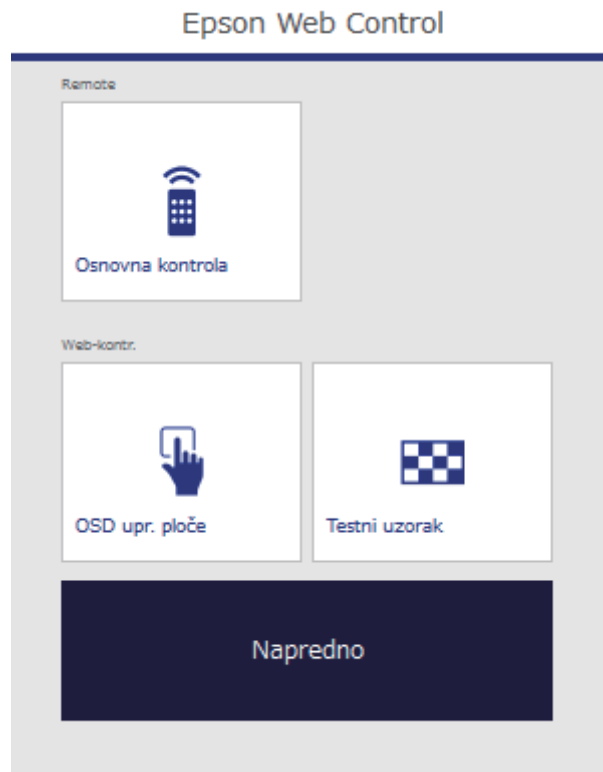 Epson Web Control
Remote
Osnovna kontrola
Web-kontr.
OSD upr. ploče
Testni uzorak
Napredno